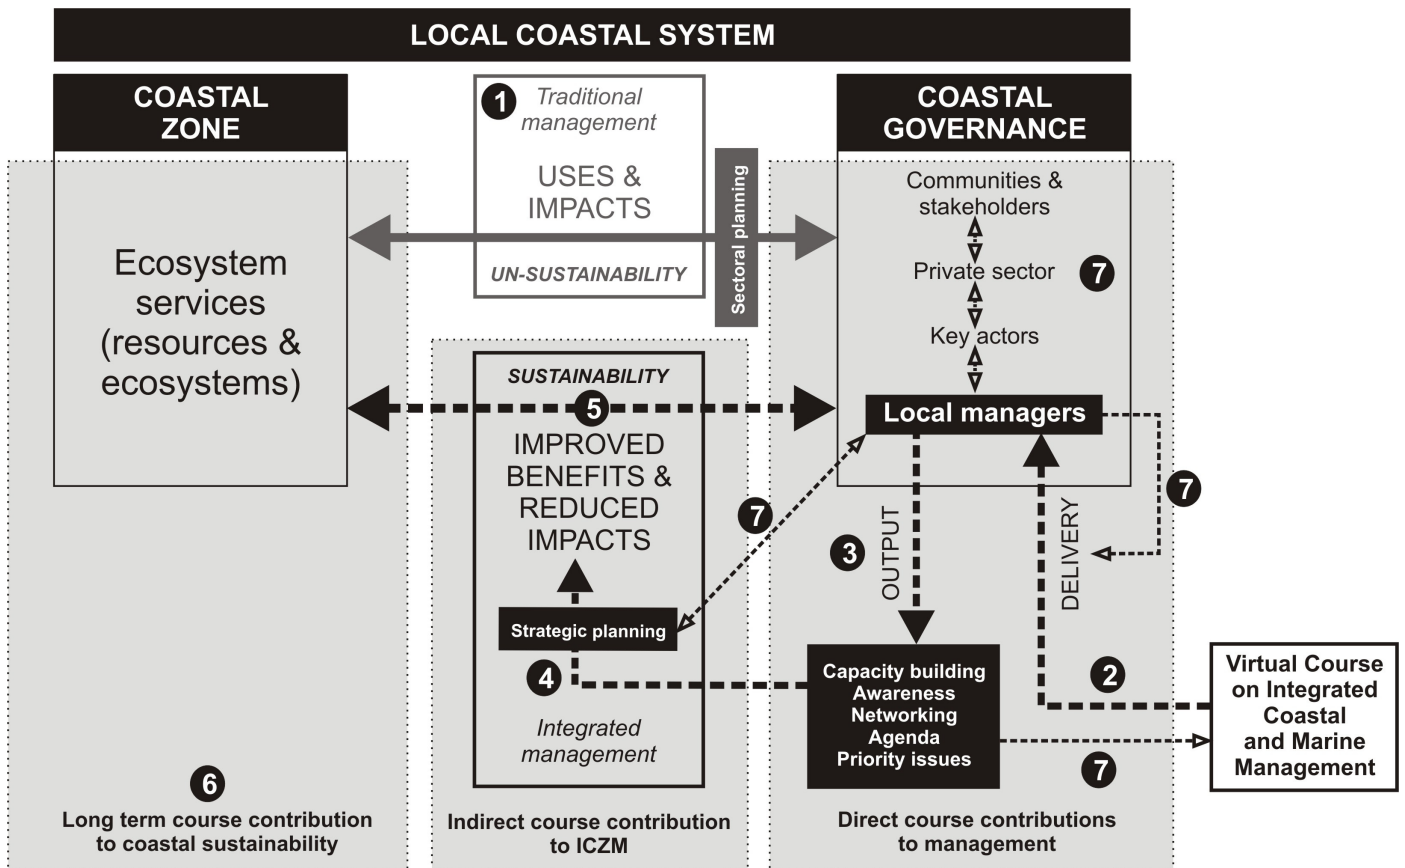 LOCAL COASTAL SYSTEM
COASTAL
ZONE
Ecosystem
services
(resources &
ecosystems)
6
Long term course contribution
to coastal sustainability
1
Traditional
management
USES &
IMPACTS
UN-SUSTAINABILITY
Sectoral planning
SUSTAINABILITY
5
IMPROVED
BENEFITS &
REDUCED
IMPACTS
7
Strategic planning
4
Integrated
management
Indirect course contribution
to ICZM
COASTAL
GOVERNANCE
Communities &
stakeholders
Private sector
7
Key actors
Local managers
3
OUTPUT
DELIVERY
7
Capacity building
Awareness
Networking
Agenda
Priority issues
2
7
Direct course contributions
to management
Virtual Course
on Integrated
Coastal
and Marine
Management